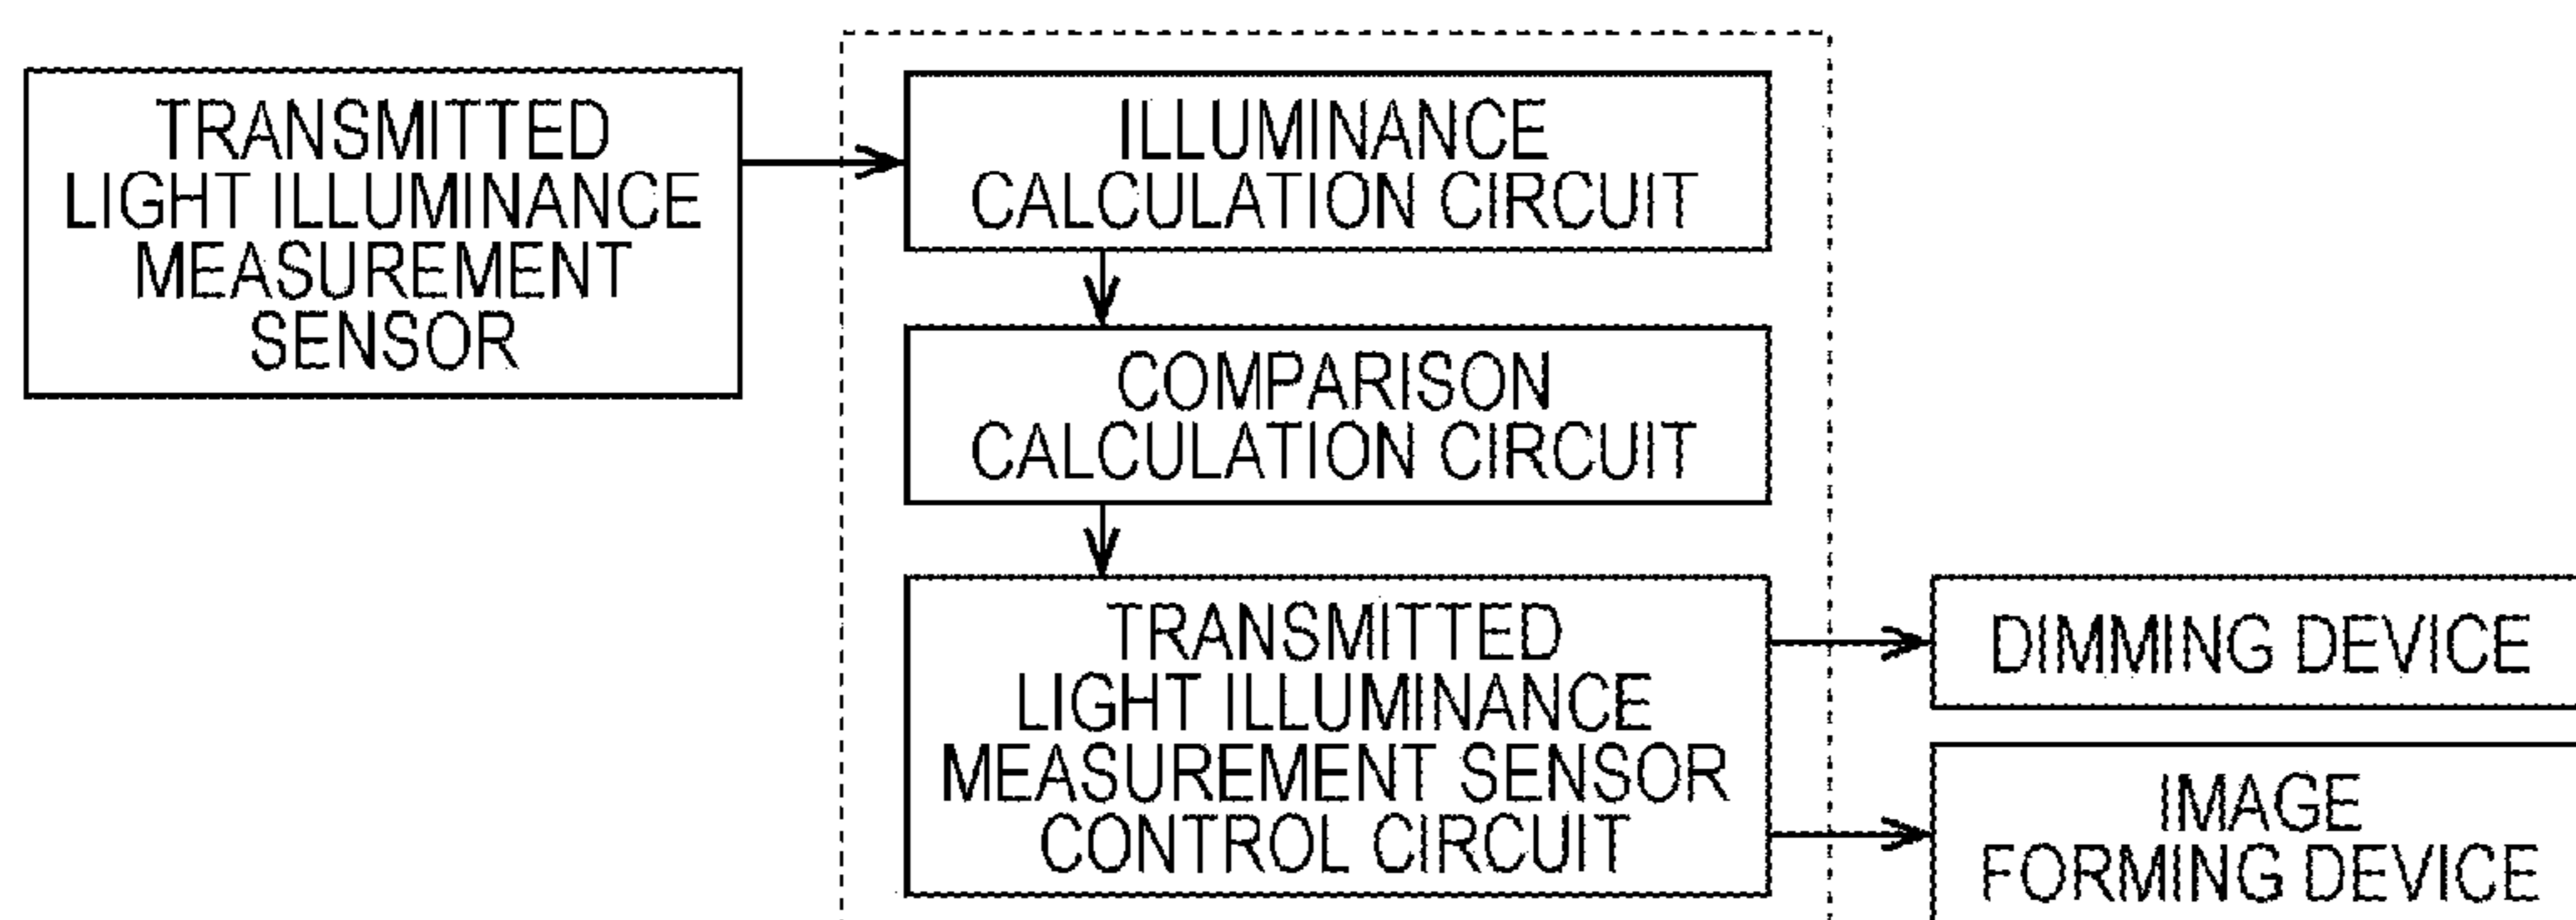 TRANSMITTED
LIGHT ILLUMINANCE
MEASUREMENT
SENSOR
ILLUMINANCE
CALCULATION CIRCUIT
COMPARISON
CALCULATION CIRCUIT
TRANSMITTED
LIGHT ILLUMINANCE
MEASUREMENT SENSOR
CONTROL CIRCUIT
DIMMING DEVICE
IMAGE
FORMING DEVICE